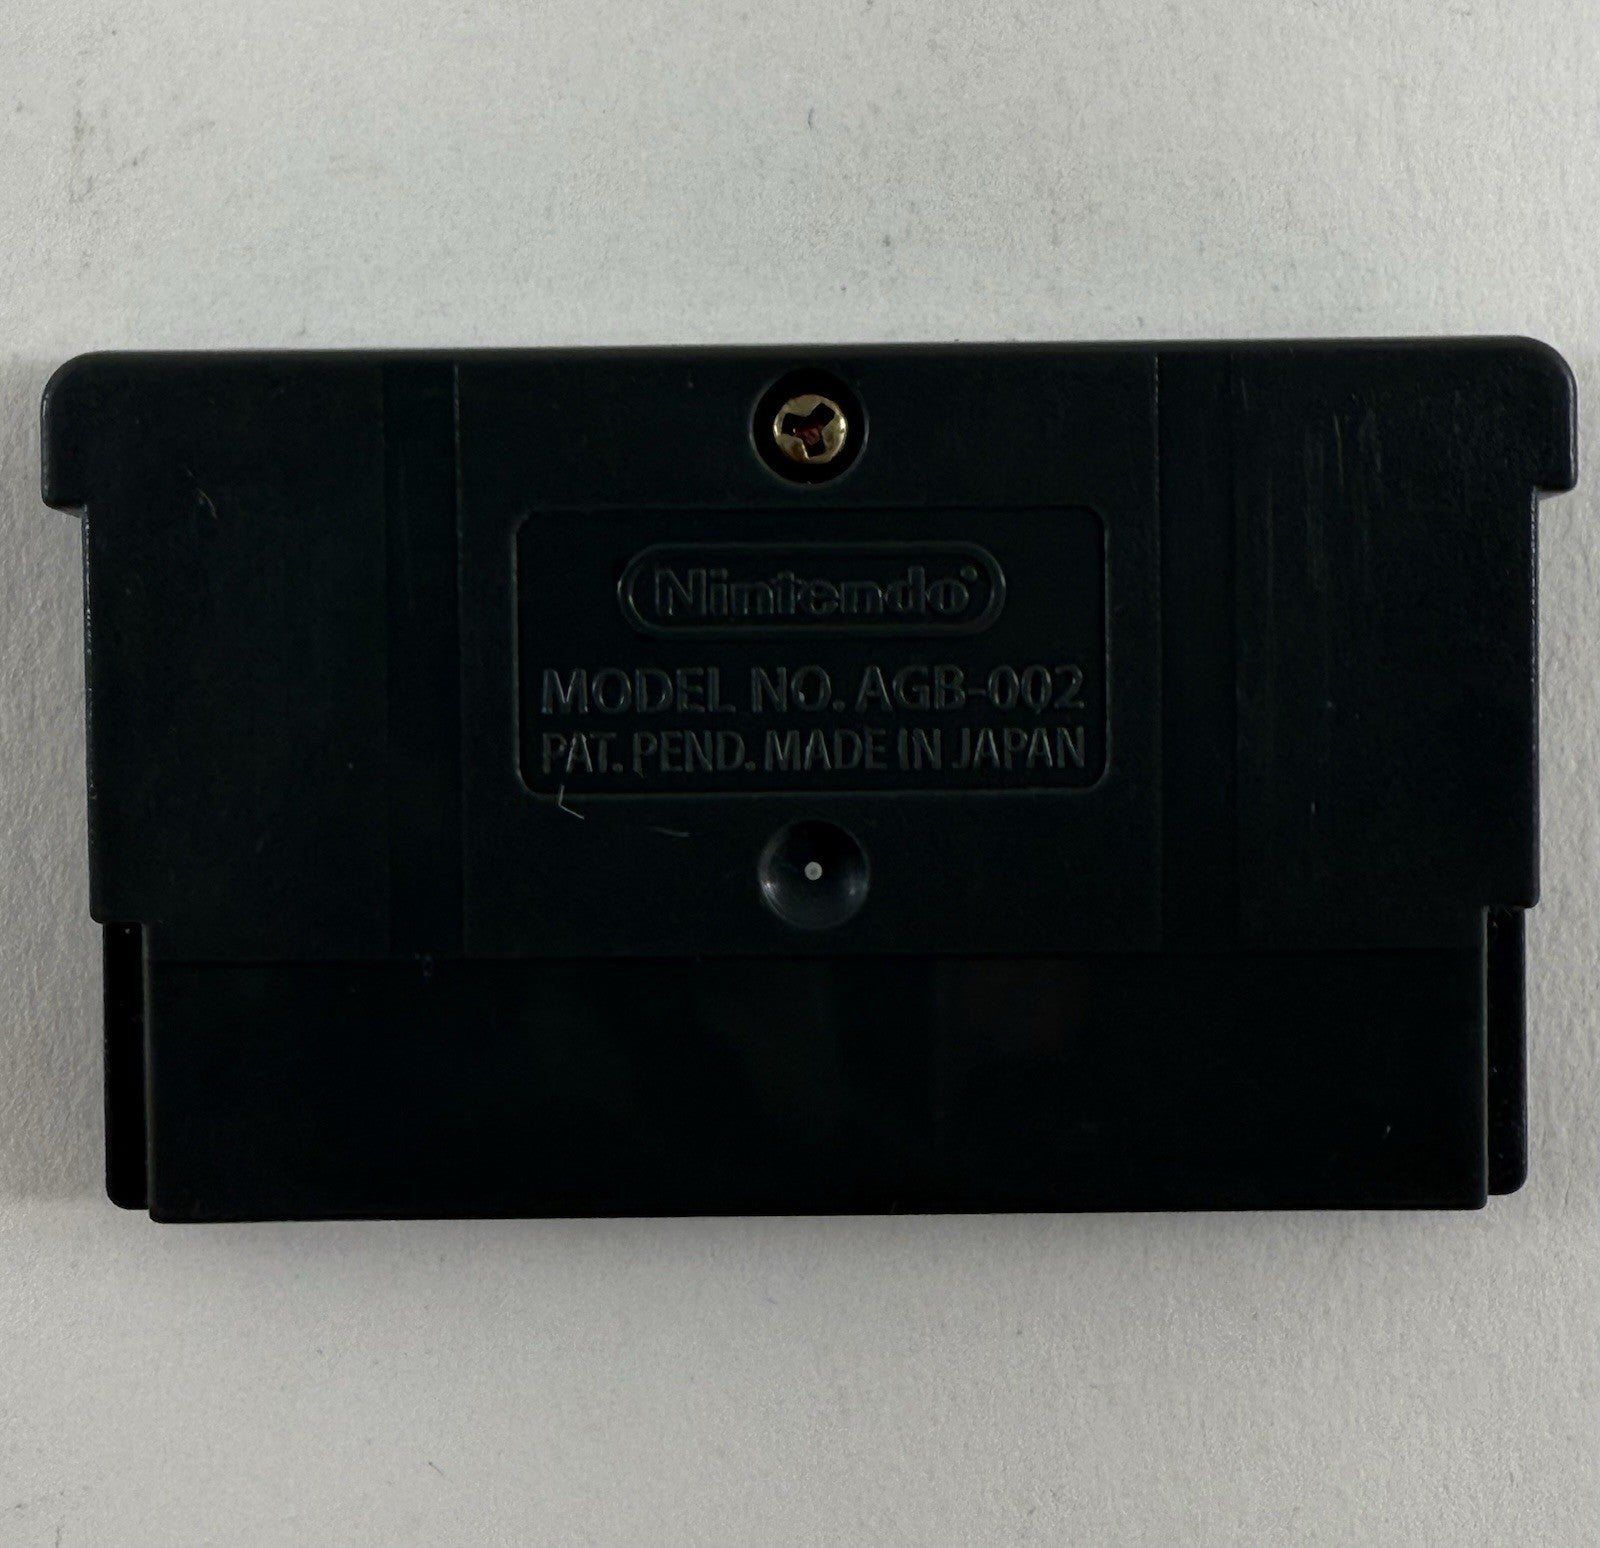 Nintendo®
MODEL NO. AGB-002
PAT. PEND. MADE IN JAPAN